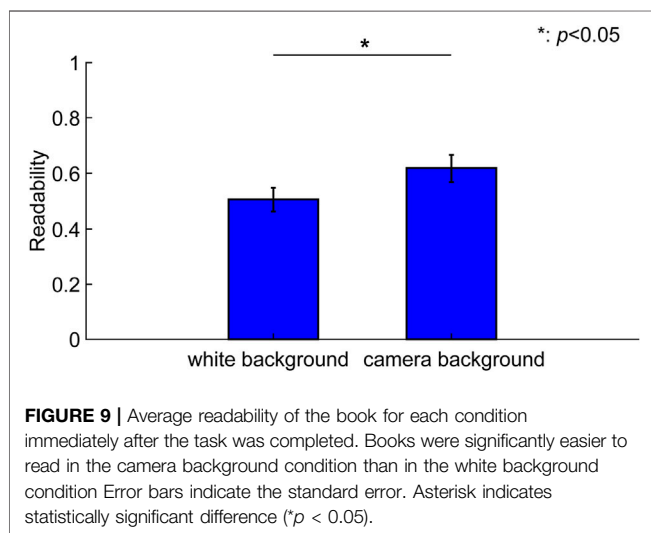 *: p<0.05
*
1
0.8
0.6
0.4
0.2
0
Readability
white background camera background
FIGURE 9 | Average readability of the book for each condition
immediately after the task was completed. Books were significantly easier to
read in the camera background condition than in the white background
condition Error bars indicate the standard error. Asterisk indicates
statistically significant difference (*p < 0.05).